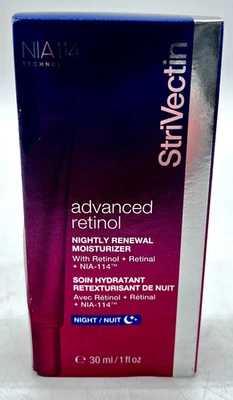 NIA114
TECHNOLOGY
StriVectin
advanced
retinol
NIGHTLY RENEWAL
MOISTURIZER
With Retinol + Retinal
+ NIA-114™
SOIN HYDRATANT
RETEXTURISANT DE NUIT
Avec Rétinol + Rétinal
+ NIA-114™
NIGHT / NUIT
℮ 30 ml / 1 fl oz